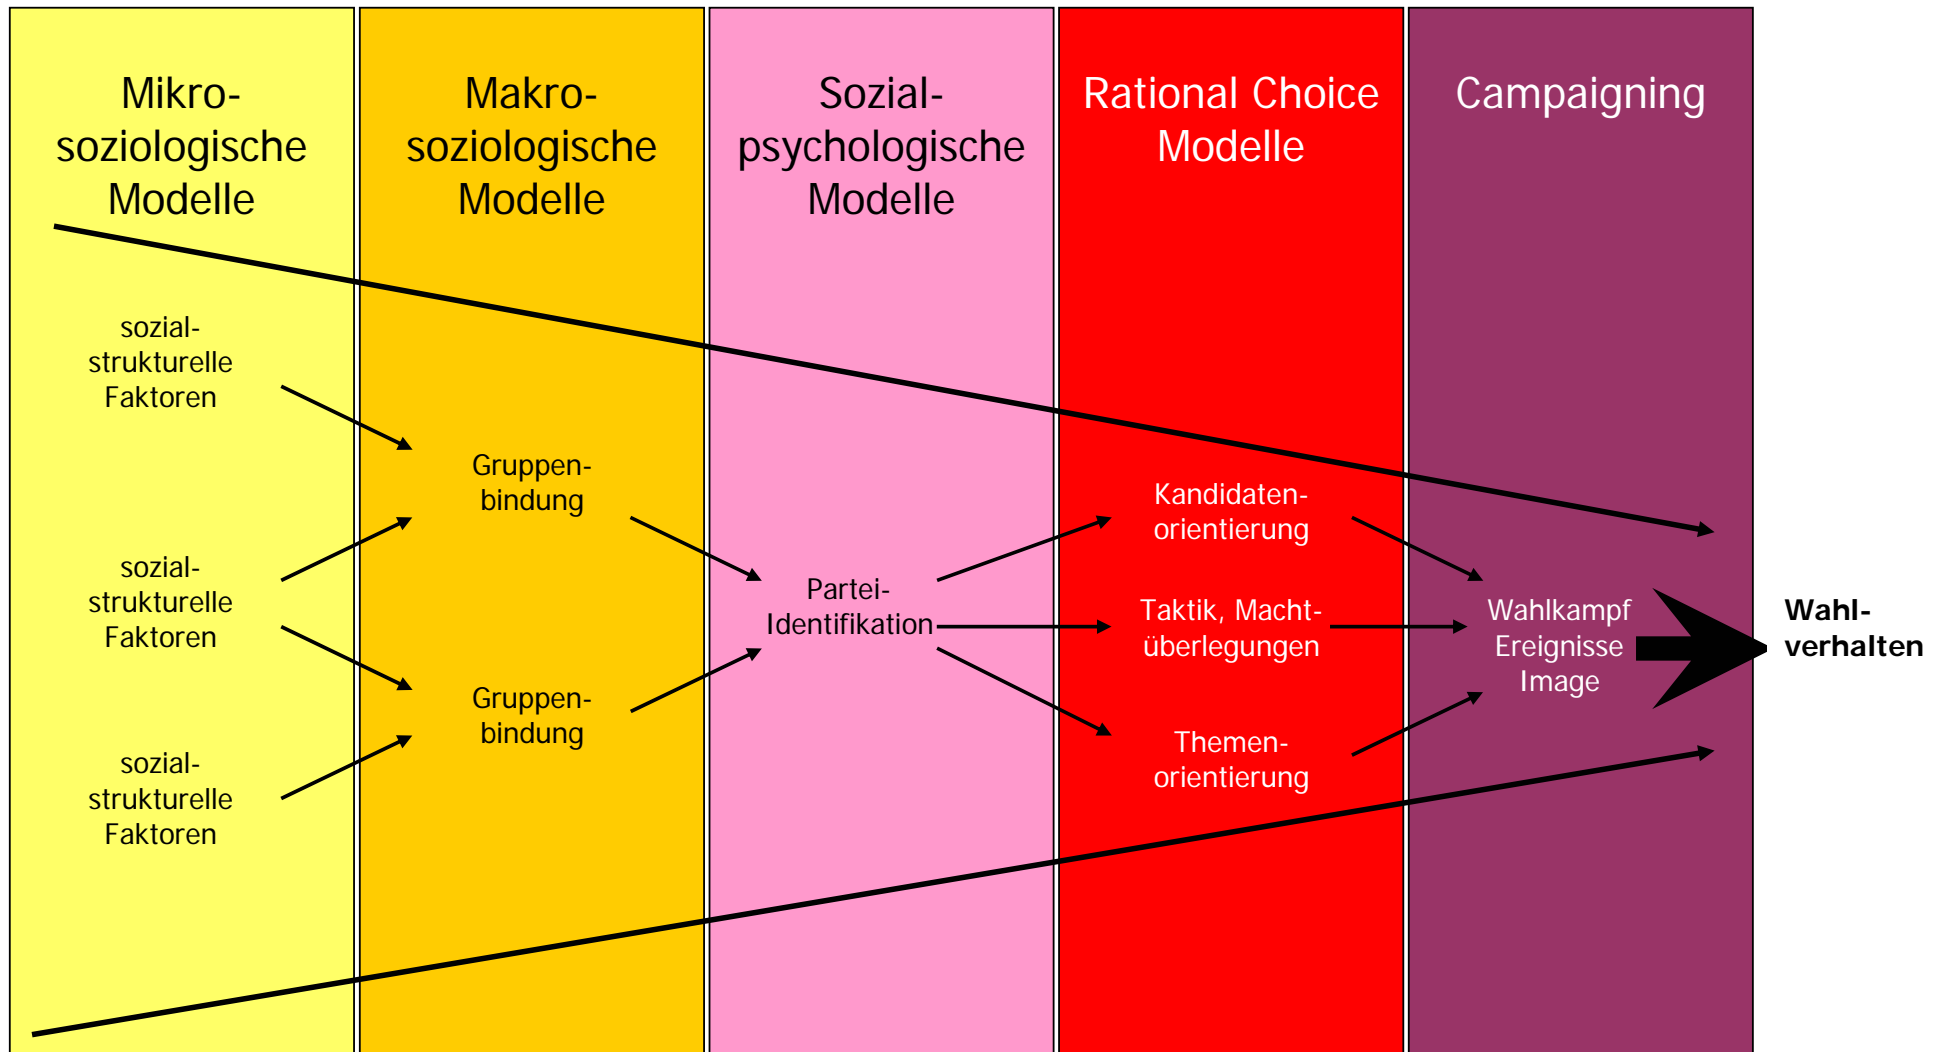 Mikro-
soziologische
Modelle
Makro-
soziologische
Modelle
Sozial-
psychologische
Modelle
Rational Choice
Modelle
Campaigning
sozial-
strukturelle
Faktoren
sozial-
strukturelle
Faktoren
sozial-
strukturelle
Faktoren
Gruppen-
bindung
Gruppen-
bindung
Partei-
Identifikation
Kandidaten-
orientierung
Taktik, Macht-
überlegungen
Themen-
orientierung
Wahlkampf
Ereignisse
Image
Wahl-
verhalten